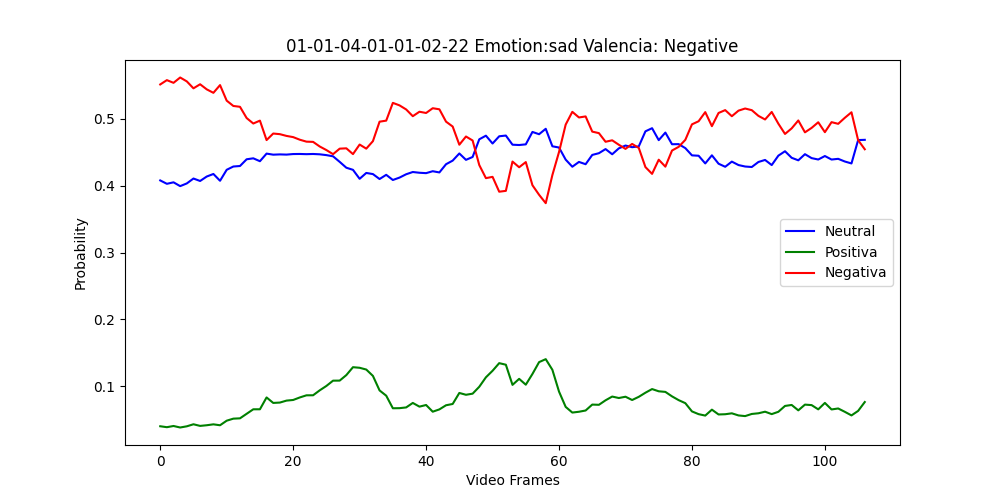 01-01-04-01-01-02-22 Emotion:sad Valencia: Negative
Probability
0.5
0.4
0.3
0.2
0.1
Neutral
Positiva
Negativa
0 20 40 60 80 100
Video Frames